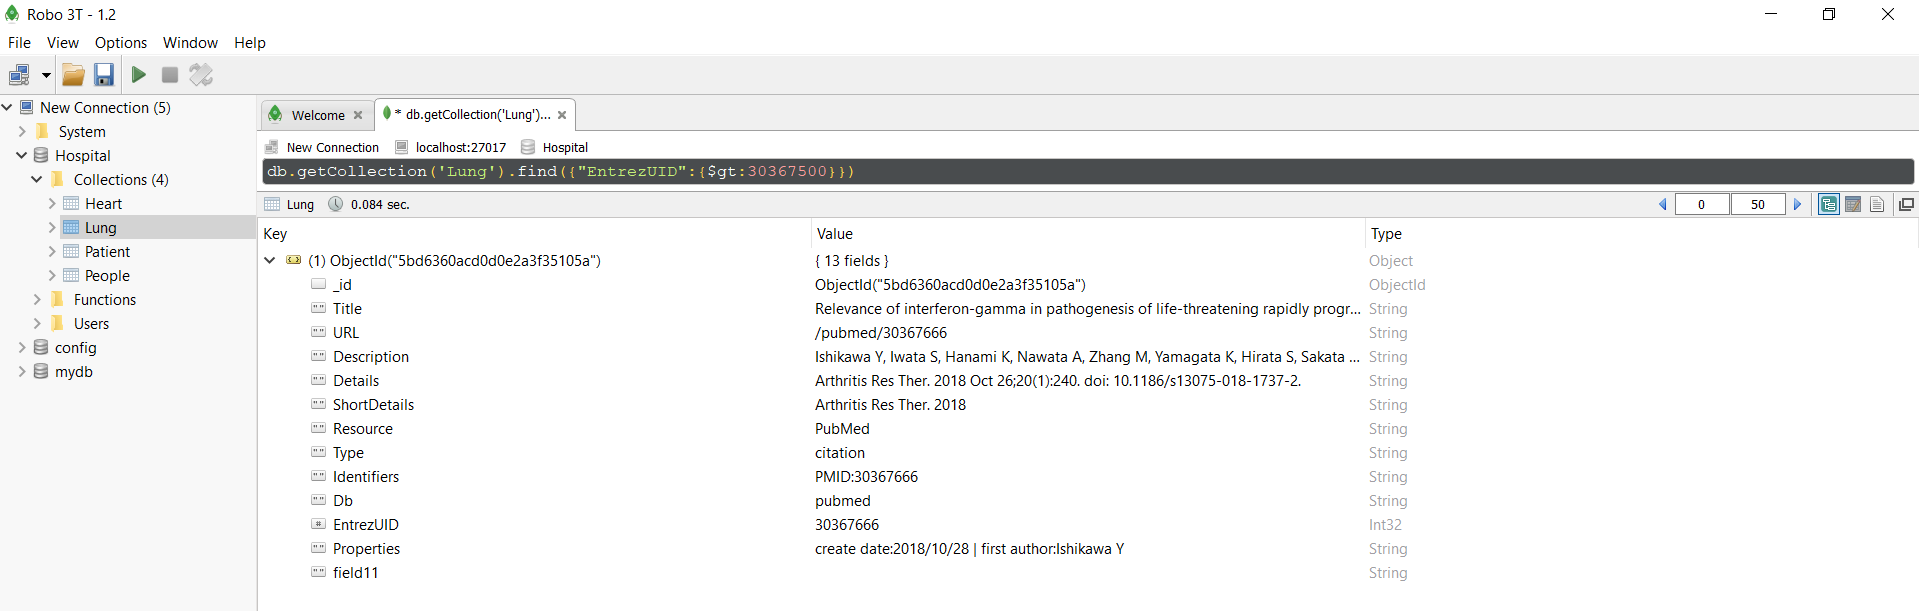 Robo 3T - 1.2
File View Options Window Help
New Connection (5)
System
Hospital
Collections (4)
Heart
Lung
Patient
People
Functions
Users
config
mydb
Welcome
* db.getCollection('Lung')...
New Connection localhost:27017 Hospital
db.getCollection('Lung').find({"EntrezUID":{$gt:30367500}})
Lung 0.084 sec. 0 50
Key Value Type
(1) ObjectId("5bd6360acd0d0e2a3f35105a") { 13 fields } Object
_id ObjectId("5bd6360acd0d0e2a3f35105a") ObjectId
Title Relevance of interferon-gamma in pathogenesis of life-threatening rapidly progr... String
URL /pubmed/30367666 String
Description Ishikawa Y, Iwata S, Hanami K, Nawata A, Zhang M, Yamagata K, Hirata S, Sakata ... String
Details Arthritis Res Ther. 2018 Oct 26;20(1):240. doi: 10.1186/s13075-018-1737-2. String
ShortDetails Arthritis Res Ther. 2018 String
Resource PubMed String
Type citation String
Identifiers PMID:30367666 String
Db pubmed String
EntrezUID 30367666 Int32
Properties create date:2018/10/28 | first author:Ishikawa Y String
field11 String